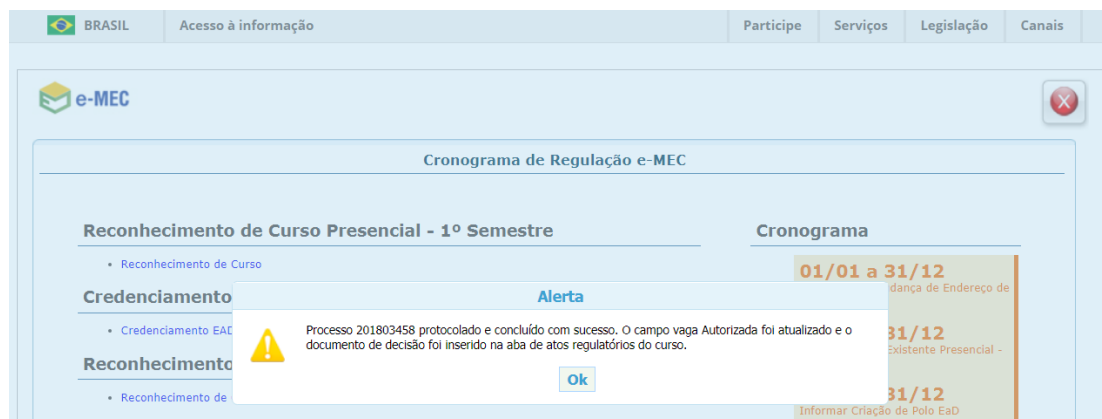 BRASIL Acesso à informação Participe Serviços Legislação Canais
e-MEC
Cronograma de Regulação e-MEC
Reconhecimento de Curso Presencial - 1º Semestre
Reconhecimento de Curso
Credenciamento
Credenciamento EAD
Reconhecimento
Reconhecimento de
Cronograma
01/01 a 31/12
dança de Endereço de
31/12
Existente Presencial -
31/12
Informar Criação de Polo EaD
Alerta
Processo 201803458 protocolado e concluído com sucesso. O campo vaga Autorizada foi atualizado e o
documento de decisão foi inserido na aba de atos regulatórios do curso.
Ok